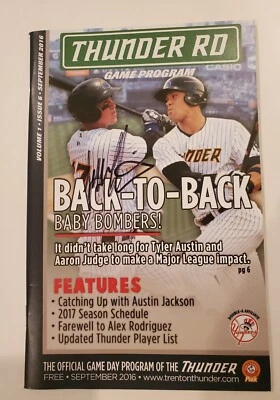 THUNDER RD
CASIO
GAME PROGRAM
VOLUME 1 • ISSUE 6 • SEPTEMBER 2016
THUNDER
BACK-TO-BACK
BABY BOMBERS!
It didn't take long for Tyler Austin and
Aaron Judge to make a Major League impact.
pg 6
FEATURES
• Catching Up with Austin Jackson
• 2017 Season Schedule
• Farewell to Alex Rodriguez
• Updated Thunder Player List
THE OFFICIAL GAME DAY PROGRAM OF THE THUNDER
FREE • SEPTEMBER 2016 • www.trentonthunder.com